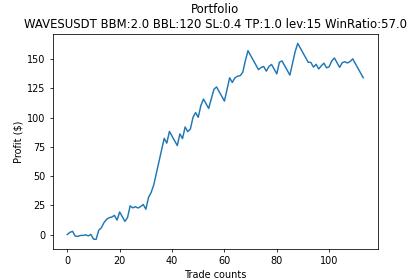 Portfolio
WAVESUSDT BBM:2.0 BBL:120 SL:0.4 TP:1.0 lev:15 WinRatio:57.0
150
125
100
75
50
25
0
Profit ($)
0 20 40 60 80 100
Trade counts